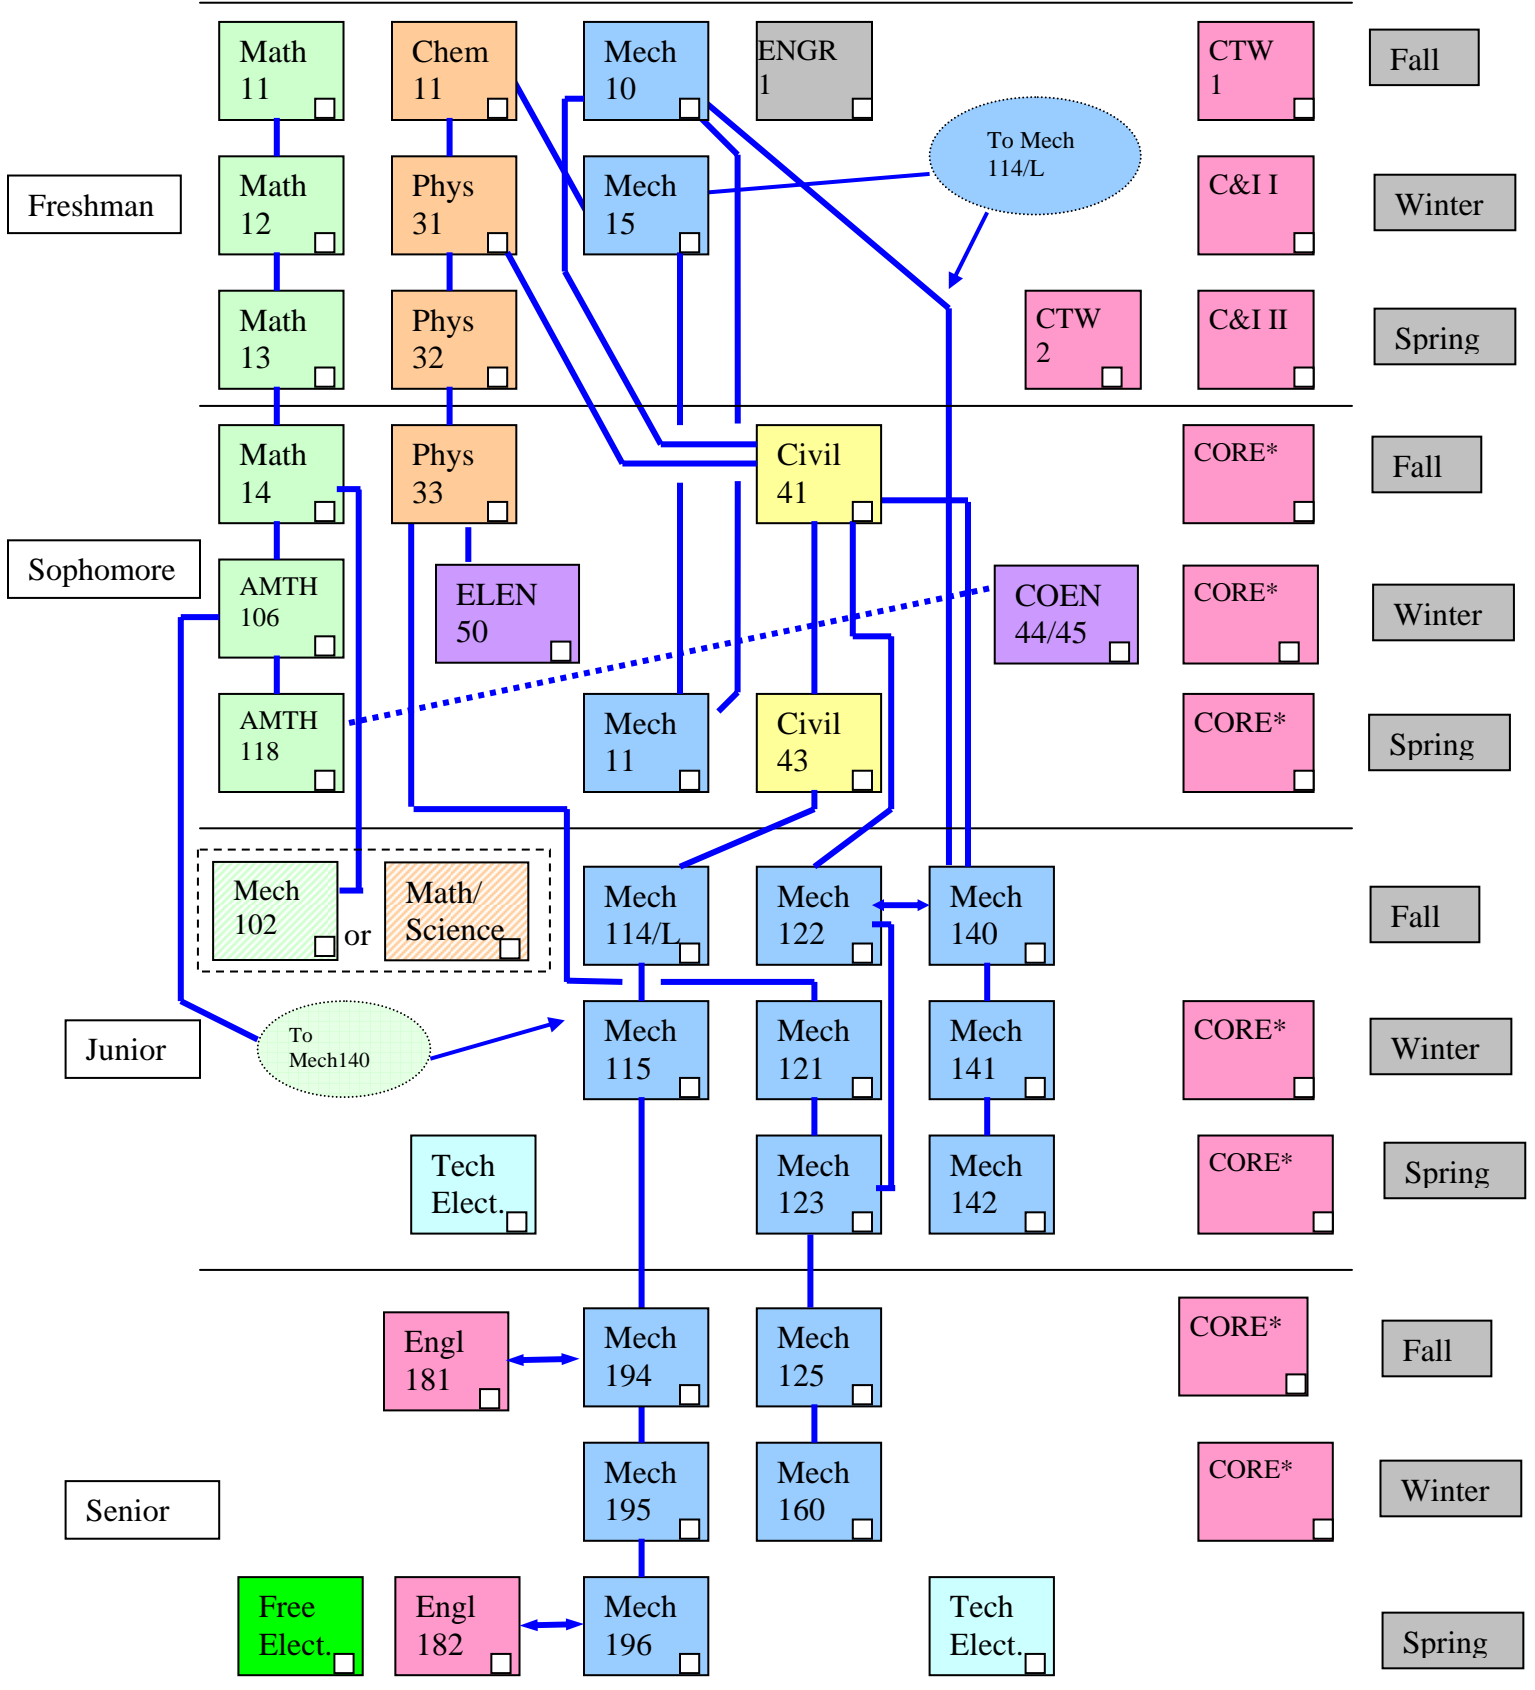 Math
11
Chem
11
Mech
10
ENGR
1
CTW
1
Fall
To Mech
114/L
Freshman
Math
12
Phys
31
Mech
15
C&I I
Winter
Math
13
Phys
32
CTW
2
C&I II
Spring
Math
14
Phys
33
Civil
41
CORE*
Fall
Sophomore
AMTH
106
ELEN
50
COEN
44/45
CORE*
Winter
AMTH
118
Mech
11
Civil
43
CORE*
Spring
Mech
102
or
Math/
Science
Mech
114/L
Mech
122
Mech
140
Fall
Junior
To
Mech140
Mech
115
Mech
121
Mech
141
CORE*
Winter
Tech
Elect.
Mech
123
Mech
142
CORE*
Spring
Engl
181
Mech
194
Mech
125
CORE*
Fall
Senior
Mech
195
Mech
160
CORE*
Winter
Free
Elect.
Engl
182
Mech
196
Tech
Elect.
Spring